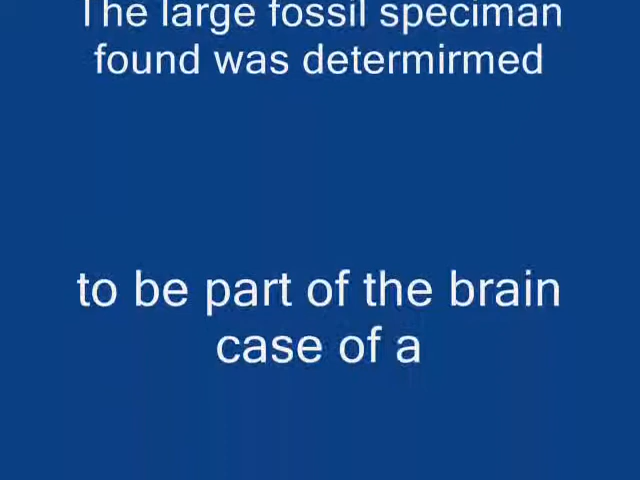 The large fossil speciman
found was determirmed
to be part of the brain
case of a